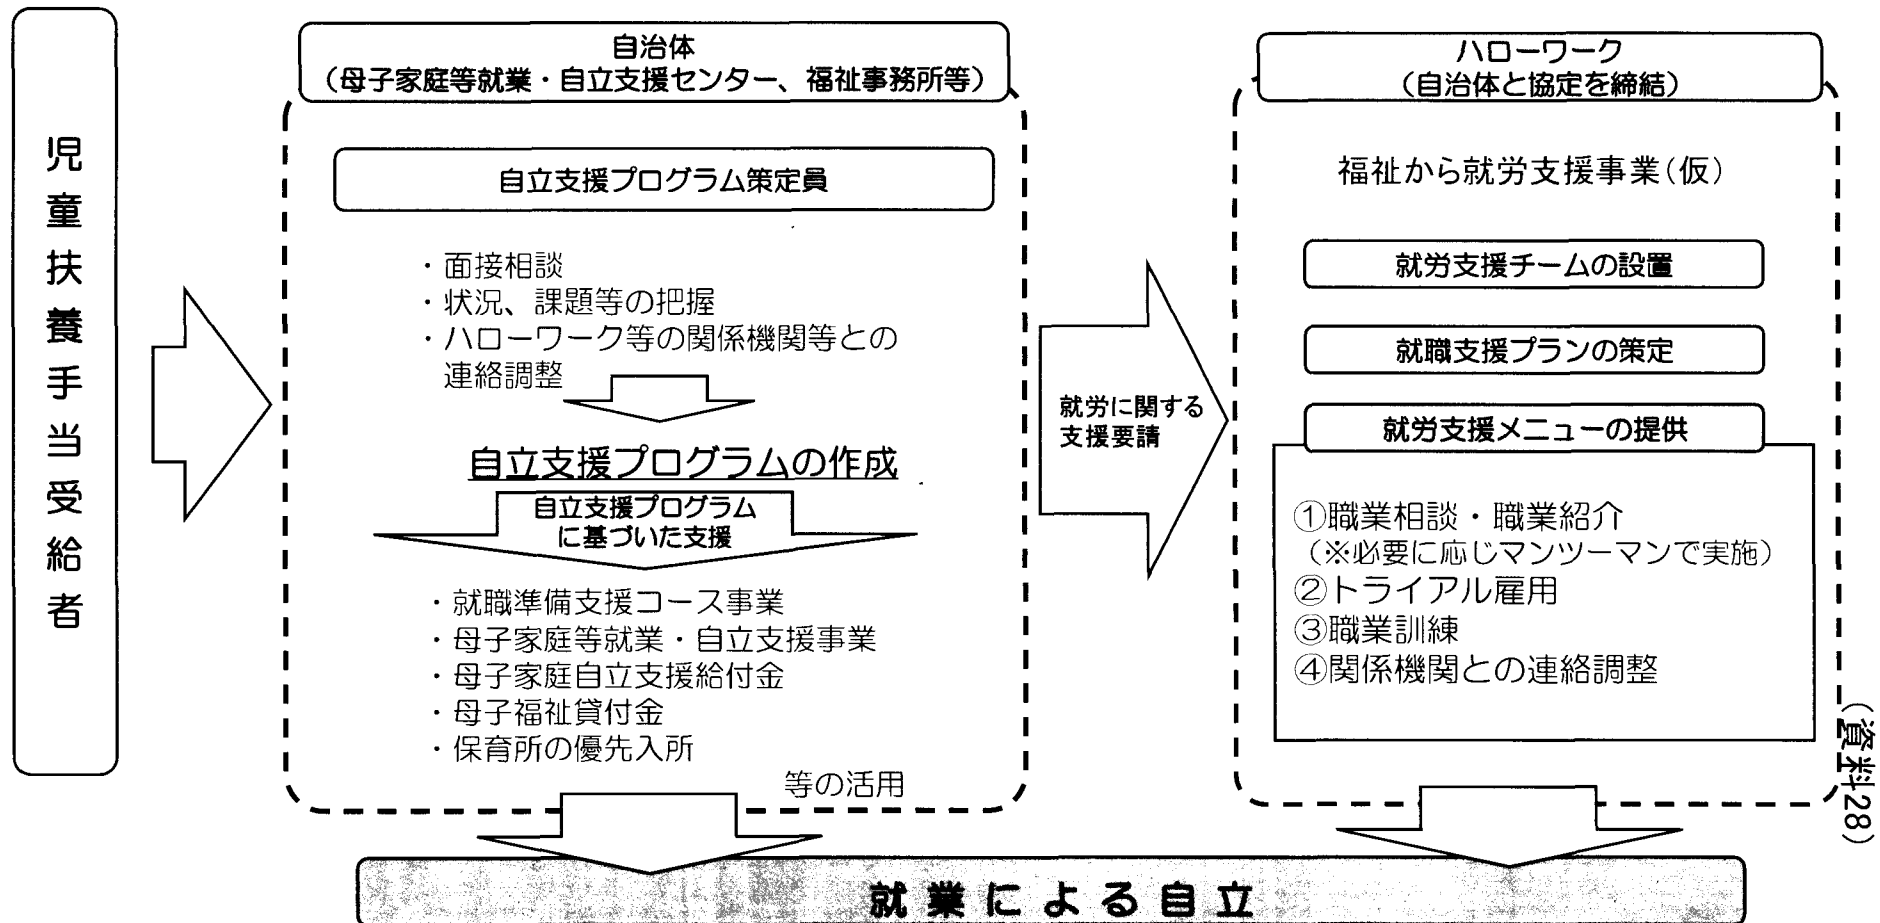 児童扶養手当受給者
自治体
（母子家庭等就業・自立支援センター、福祉事務所等）
自立支援プログラム策定員
・面接相談
・状況、課題等の把握
・ハローワーク等の関係機関等との
連絡調整
自立支援プログラムの作成
自立支援プログラム
に基づいた支援
・就職準備支援コース事業
・母子家庭等就業・自立支援事業
・母子家庭自立支援給付金
・母子福祉貸付金
・保育所の優先入所
等の活用
就労に関する
支援要請
ハローワーク
（自治体と協定を締結）
福祉から就労支援事業（仮）
就労支援チームの設置
就職支援プランの策定
就労支援メニューの提供
①職業相談・職業紹介
（※必要に応じマンツーマンで実施）
②トライアル雇用
③職業訓練
④関係機関との連絡調整
就業による自立
（資料28）